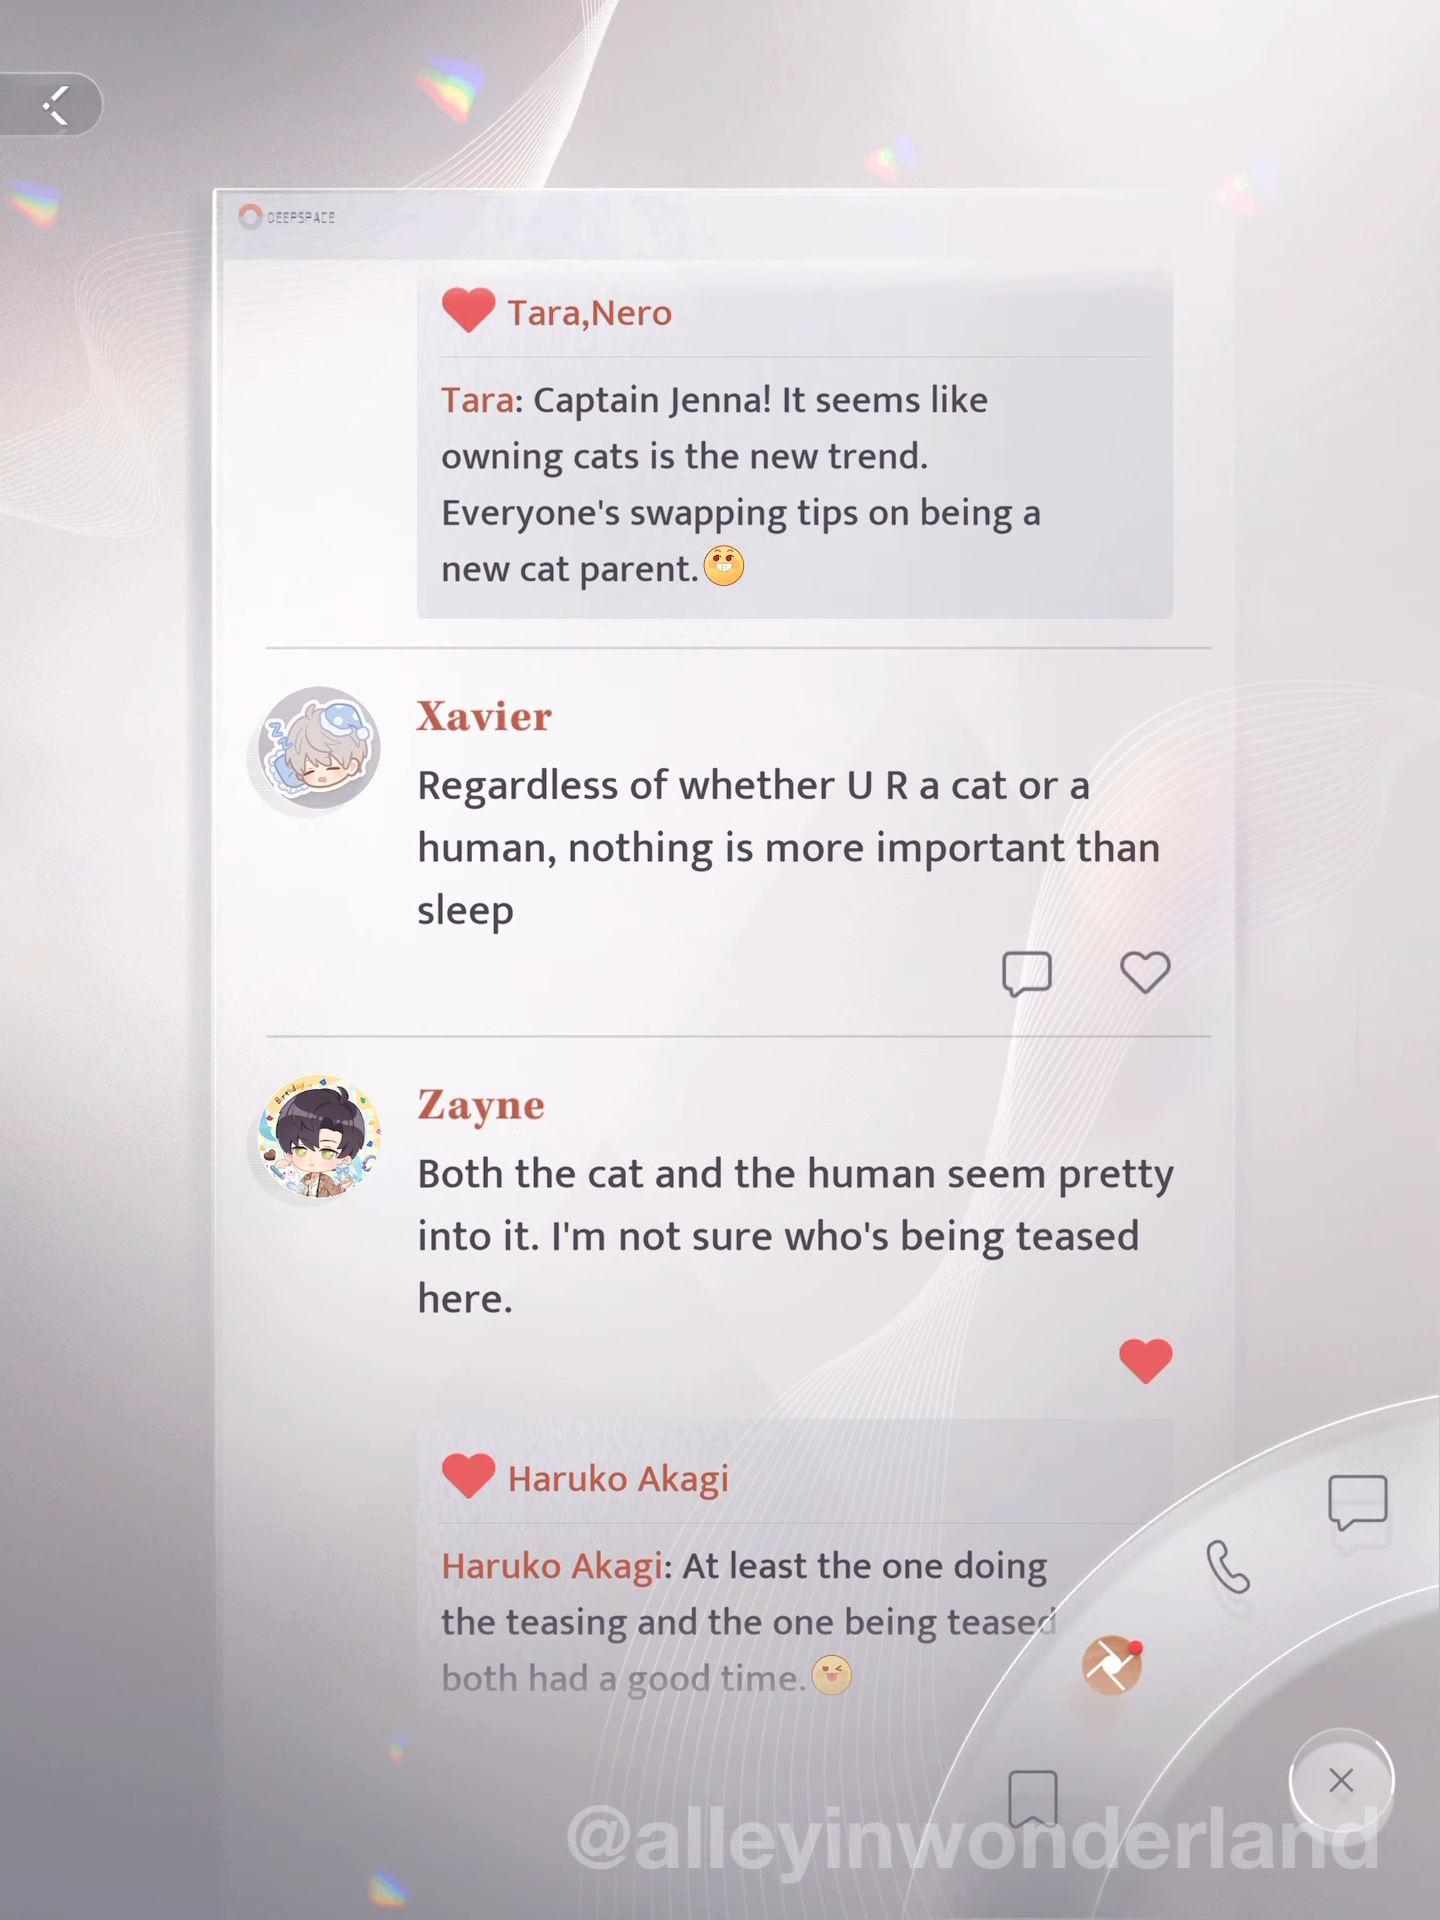 DEEPSPACE
Tara,Nero
Tara: Captain Jenna! It seems like
owning cats is the new trend.
Everyone's swapping tips on being a
new cat parent.
Xavier
Regardless of whether U R a cat or a
human, nothing is more important than
sleep
Zayne
Both the cat and the human seem pretty
into it. I'm not sure who's being teased
here.
Haruko Akagi
Haruko Akagi: At least the one doing
the teasing and the one being teased
both had a good time.
@alleyinwonderland
Birthday